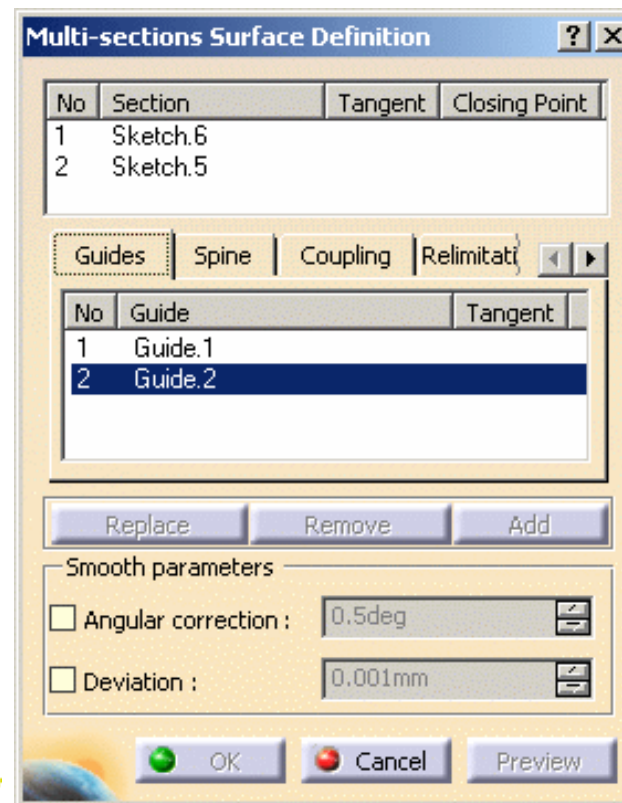 Multi-sections Surface Definition
No Section Tangent Closing Point
1 Sketch.6
2 Sketch.5
Guides Spine Coupling Relimitati
No Guide Tangent
1 Guide.1
2 Guide.2
Replace Remove Add
Smooth parameters
Angular correction : 0.5deg
Deviation : 0.001mm
OK Cancel Preview